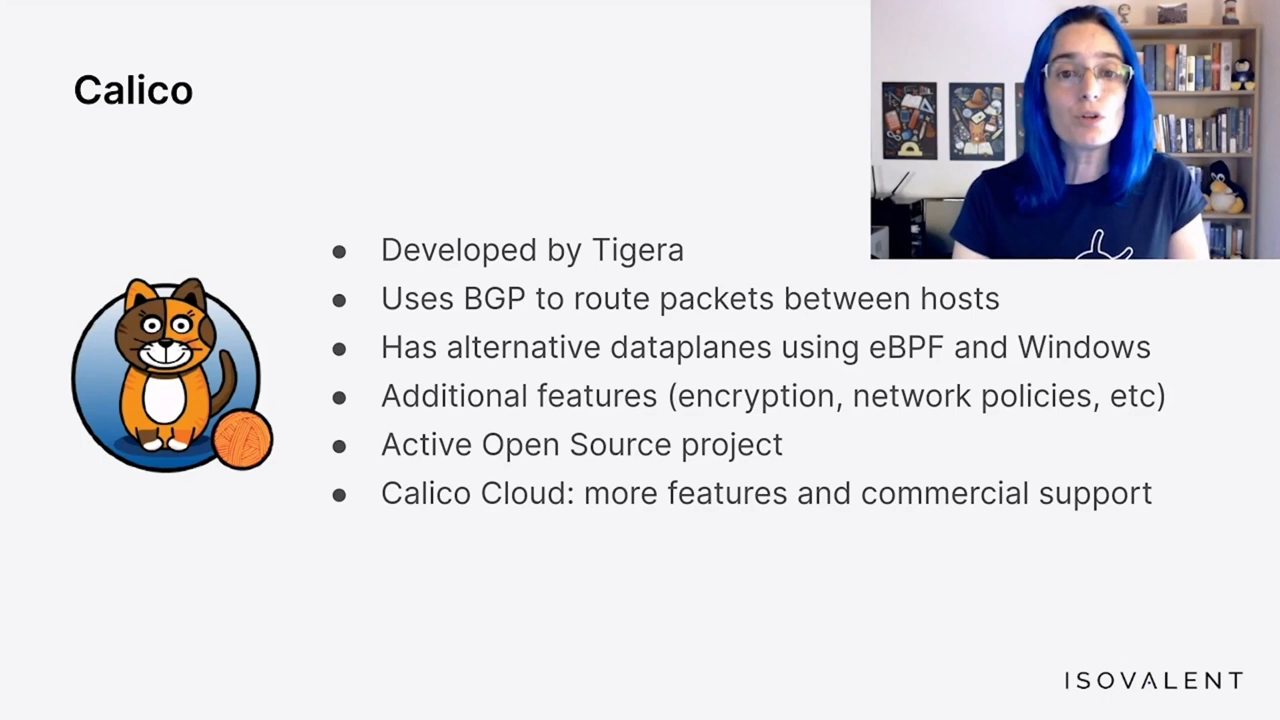 Calico
● Developed by Tigera
● Uses BGP to route packets between hosts
● Has alternative dataplanes using eBPF and Windows
● Additional features (encryption, network policies, etc)
● Active Open Source project
● Calico Cloud: more features and commercial support
ISOVALENT